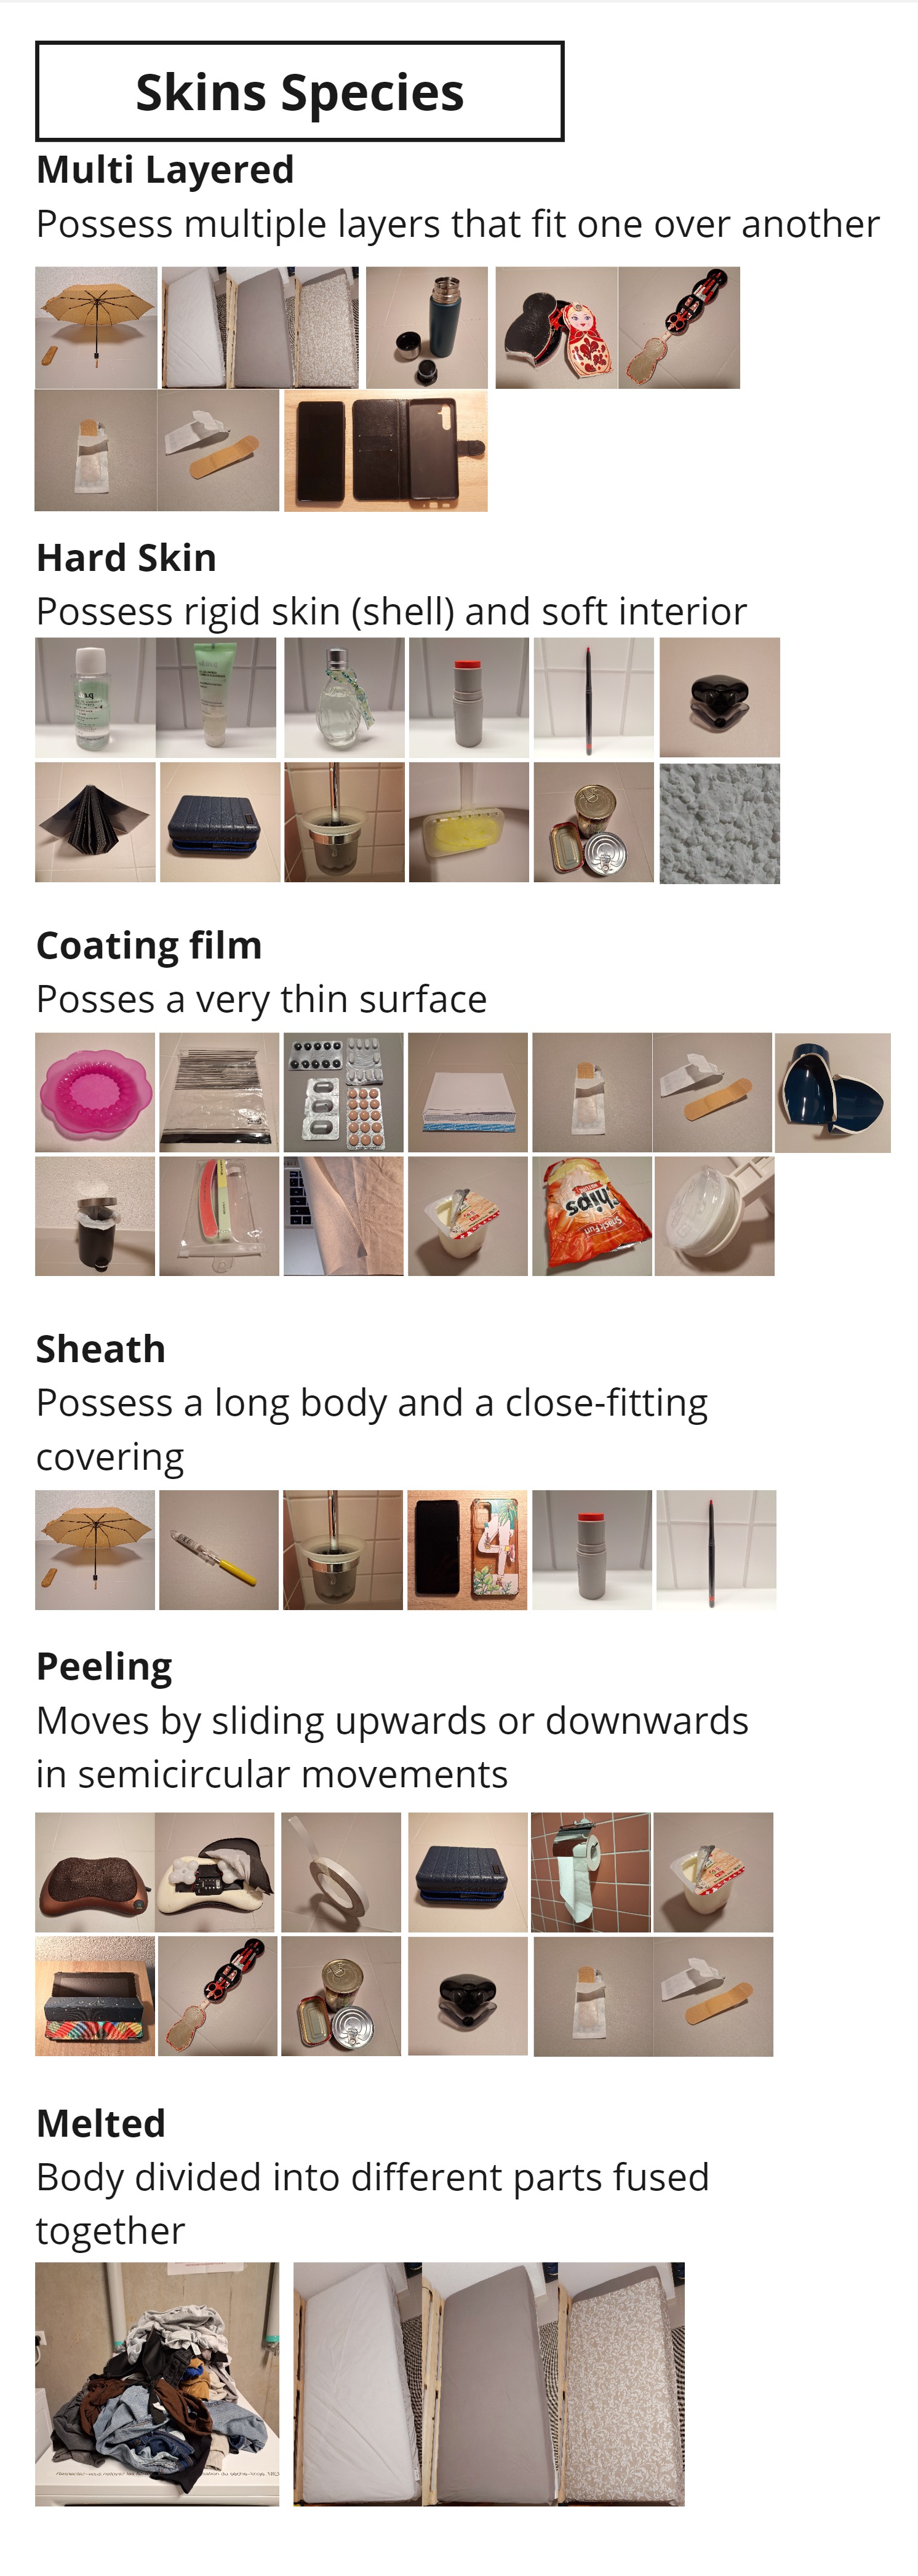 Skins Species
Multi Layered
Possess multiple layers that fit one over another
Hard Skin
Possess rigid skin (shell) and soft interior
Coating film
Posses a very thin surface
Sheath
Possess a long body and a close-fitting
covering
Peeling
Moves by sliding upwards or downwards
in semicircular movements
Melted
Body divided into different parts fused
together